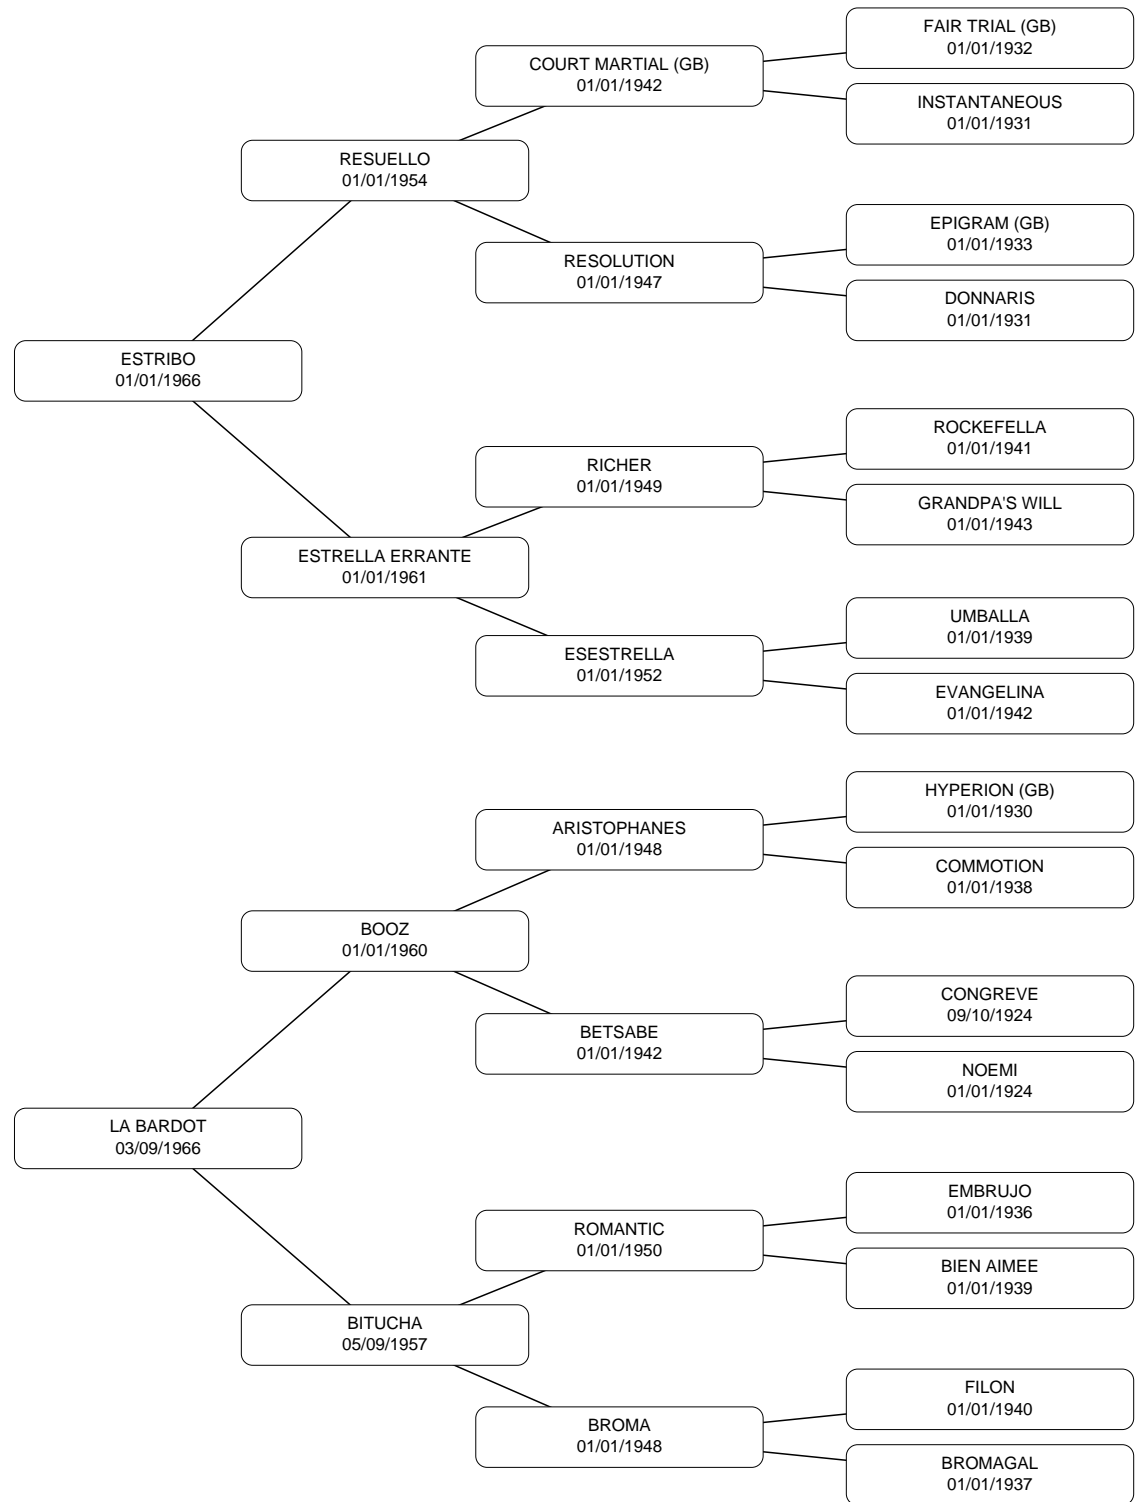 FAIR TRIAL (GB)
01/01/1932
COURT MARTIAL (GB)
01/01/1942
INSTANTANEOUS
01/01/1931
RESUELLO
01/01/1954
EPIGRAM (GB)
01/01/1933
RESOLUTION
01/01/1947
DONNARIS
01/01/1931
ESTRIBO
01/01/1966
ROCKEFELLA
01/01/1941
RICHER
01/01/1949
GRANDPA'S WILL
01/01/1943
ESTRELLA ERRANTE
01/01/1961
UMBALLA
01/01/1939
ESESTRELLA
01/01/1952
EVANGELINA
01/01/1942
HYPERION (GB)
01/01/1930
ARISTOPHANES
01/01/1948
COMMOTION
01/01/1938
BOOZ
01/01/1960
CONGREVE
09/10/1924
BETSABE
01/01/1942
NOEMI
01/01/1924
LA BARDOT
03/09/1966
EMBRUJO
01/01/1936
ROMANTIC
01/01/1950
BIEN AIMEE
01/01/1939
BITUCHA
05/09/1957
FILON
01/01/1940
BROMA
01/01/1948
BROMAGAL
01/01/1937